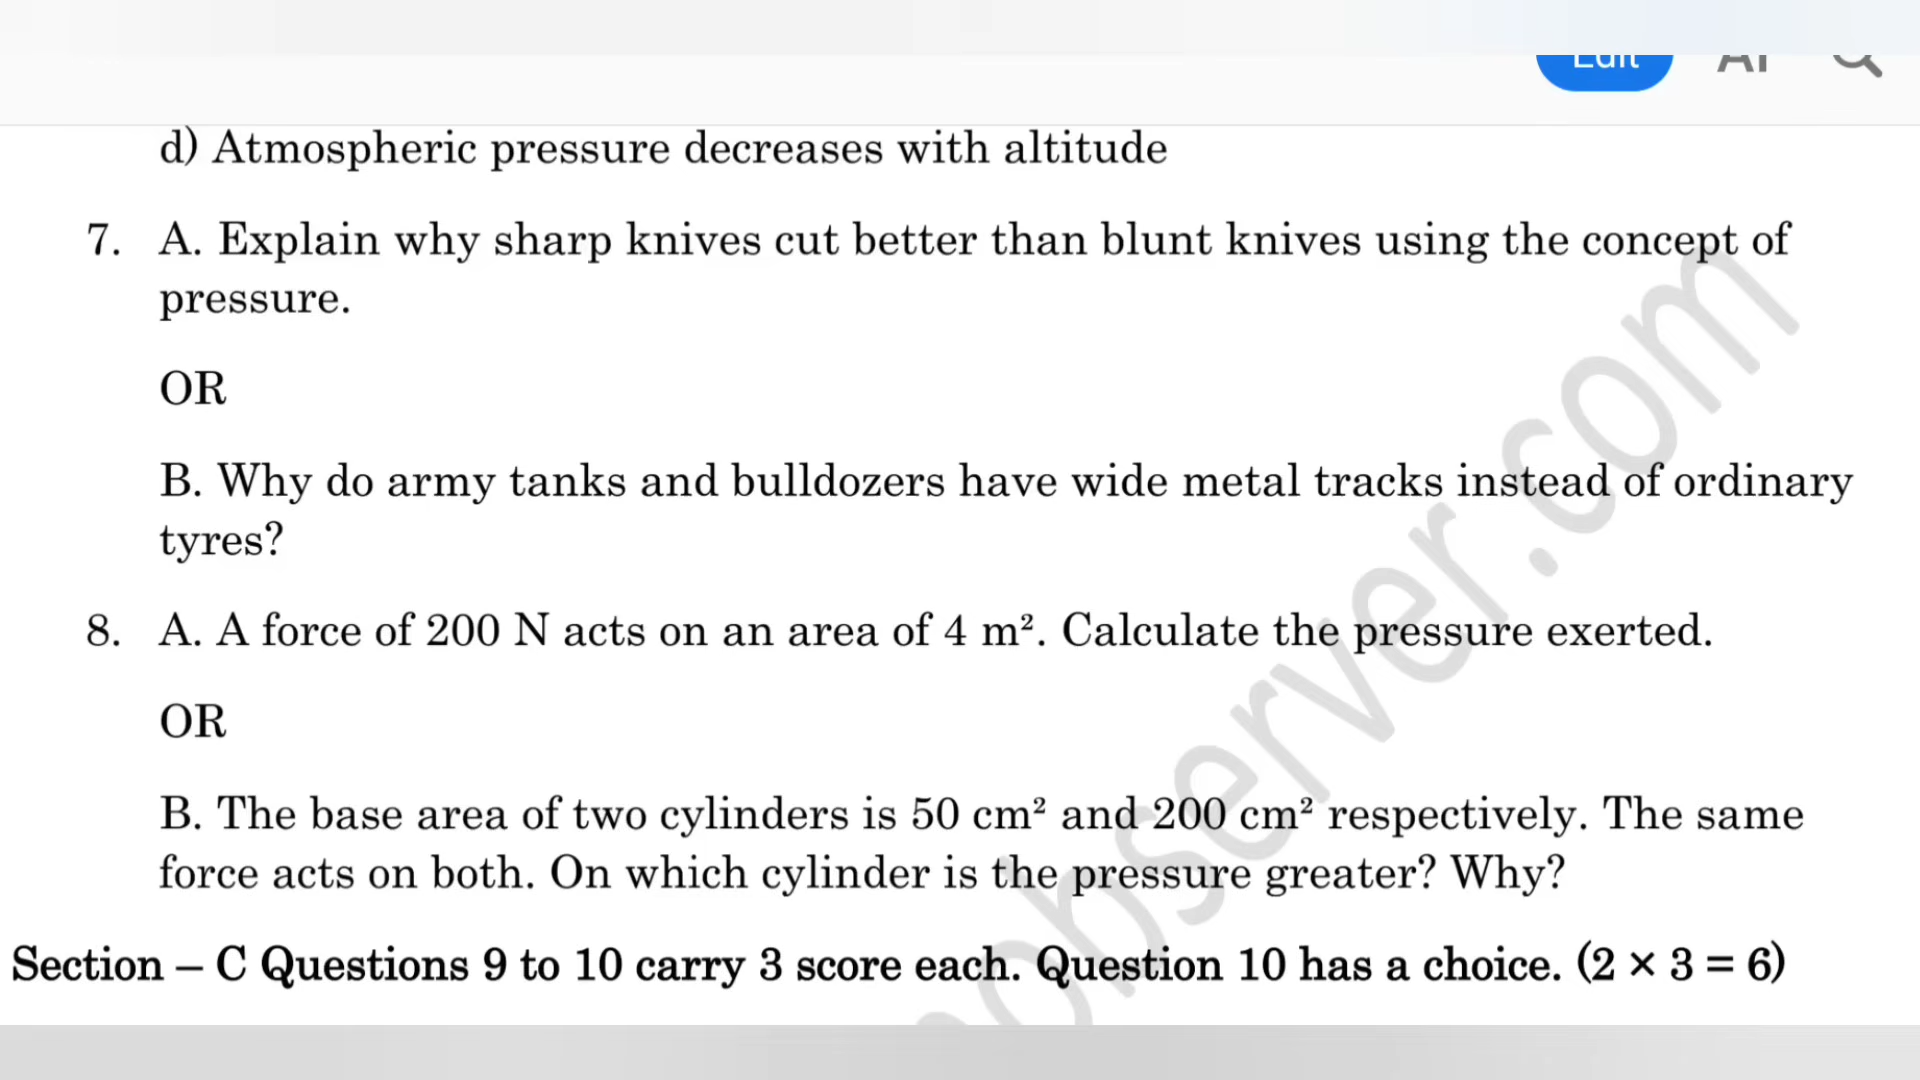 Edit
d) Atmospheric pressure decreases with altitude
7. A. Explain why sharp knives cut better than blunt knives using the concept of
pressure.
OR
B. Why do army tanks and bulldozers have wide metal tracks instead of ordinary
tyres?
8. A. A force of 200 N acts on an area of 4 m². Calculate the pressure exerted.
OR
B. The base area of two cylinders is 50 cm² and 200 cm² respectively. The same
force acts on both. On which cylinder is the pressure greater? Why?
Section – C Questions 9 to 10 carry 3 score each. Question 10 has a choice. (2 × 3 = 6)
observer.com